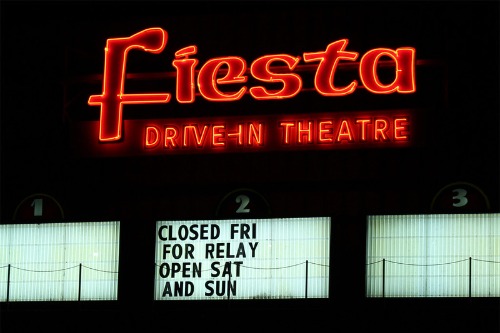 Fiesta
DRIVE-IN THEATRE
1
2
3
CLOSED FRI
FOR RELAY
OPEN SAT
AND SUN